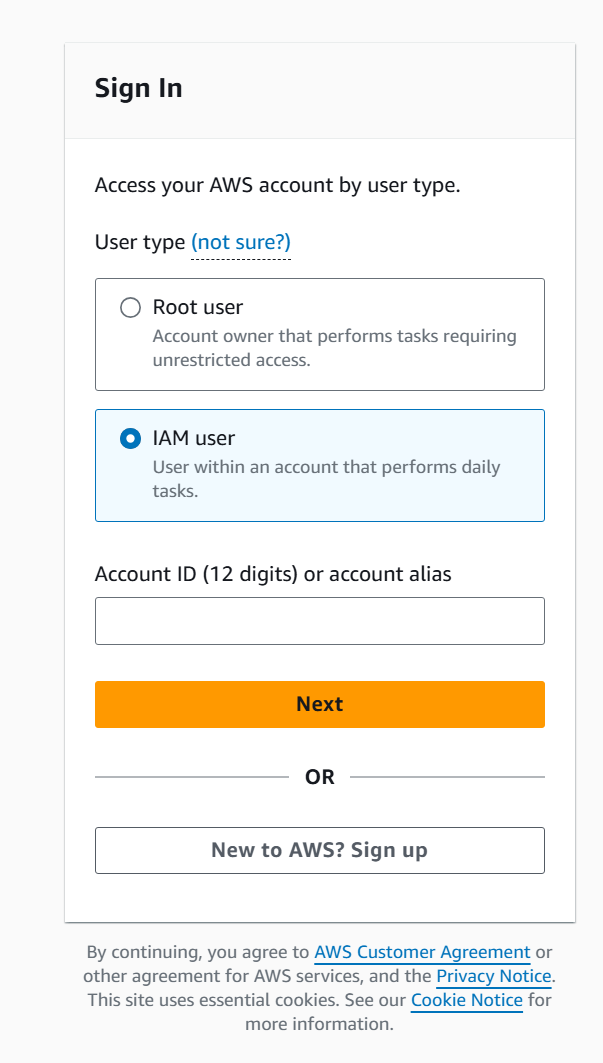 Sign In
Access your AWS account by user type.
User type (not sure?)
Root user
Account owner that performs tasks requiring
unrestricted access.
IAM user
User within an account that performs daily
tasks.
Account ID (12 digits) or account alias
Next
OR
New to AWS? Sign up
By continuing, you agree to AWS Customer Agreement or
other agreement for AWS services, and the Privacy Notice.
This site uses essential cookies. See our Cookie Notice for
more information.